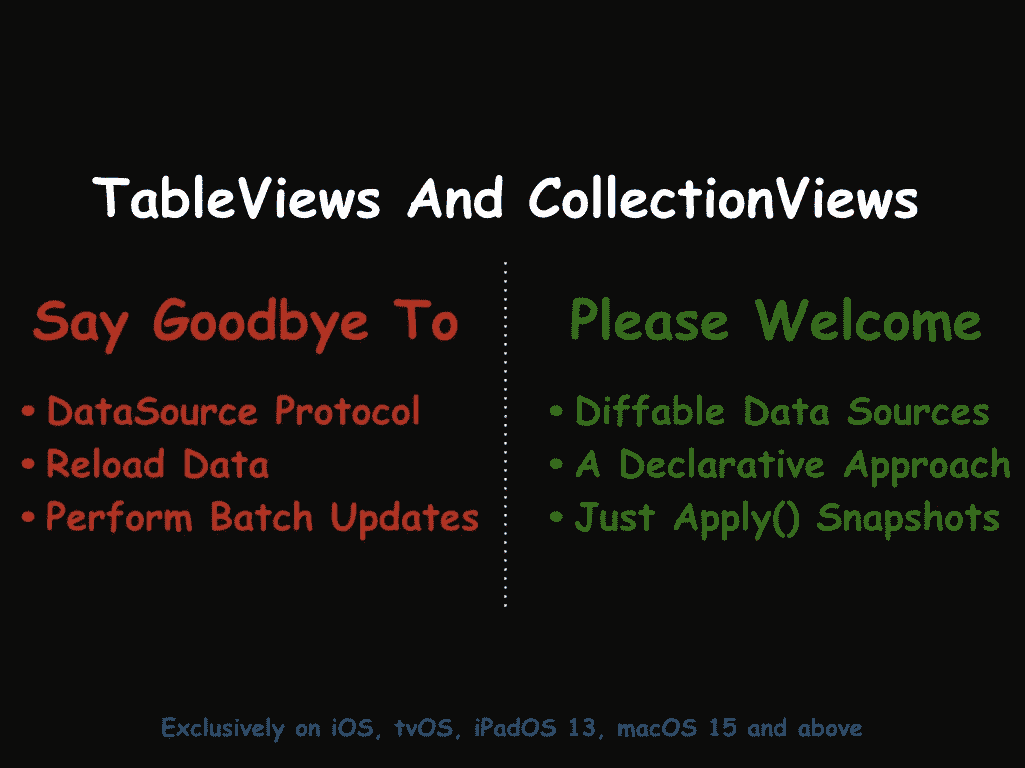 TableViews And CollectionViews
Say Goodbye To
• DataSource Protocol
• Reload Data
• Perform Batch Updates
Please Welcome
• Diffable Data Sources
• A Declarative Approach
• Just Apply() Snapshots
Exclusively on iOS, tvOS, iPadOS 13, macOS 15 and above